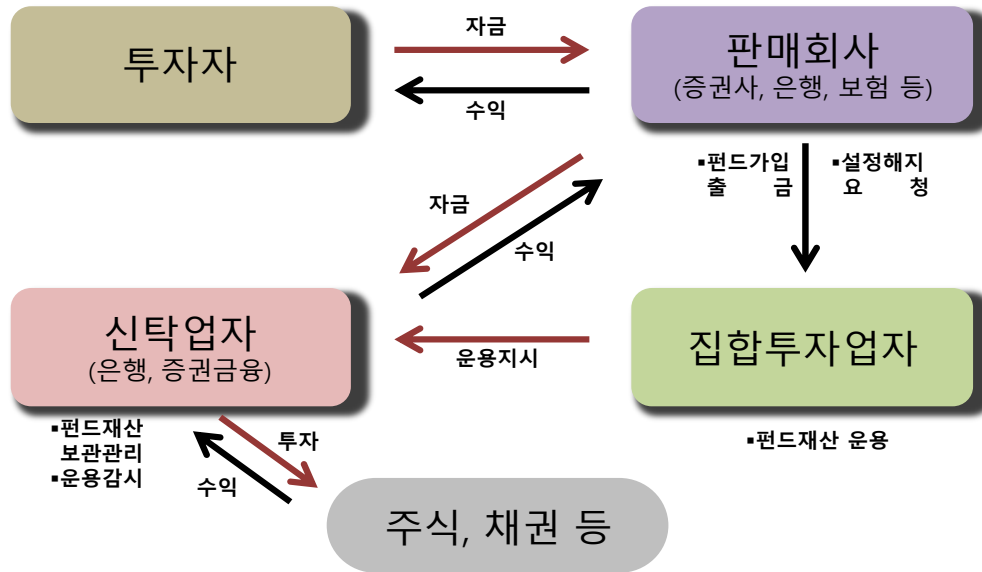 투자자
자금
수익
판매회사
(증권사, 은행, 보험 등)
▪펀드가입
출 금
▪설정해지
요 청
자금
수익
신탁업자
(은행, 증권금융)
운용지시
집합투자업자
▪펀드재산
보관관리
▪운용감시
투자
수익
▪펀드재산 운용
주식, 채권 등